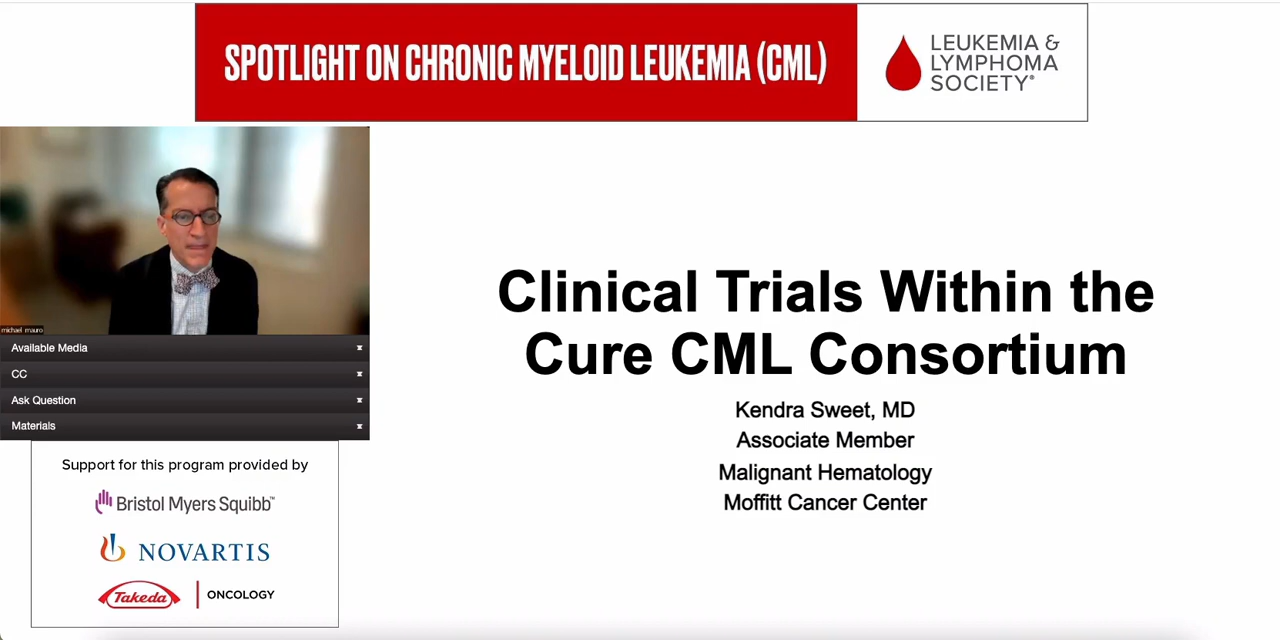 SPOTLIGHT ON CHRONIC MYELOID LEUKEMIA (CML)
LEUKEMIA &
LYMPHOMA
SOCIETY®
michael mauro
Available Media
CC
Ask Question
Materials
Support for this program provided by
Bristol Myers Squibb™
NOVARTIS
Takeda
ONCOLOGY
Clinical Trials Within the
Cure CML Consortium
Kendra Sweet, MD
Associate Member
Malignant Hematology
Moffitt Cancer Center